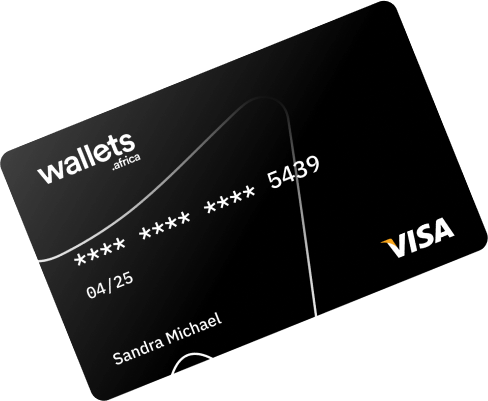 wallets
.africa
**** **** **** 5439
04/25
Sandra Michael
VISA